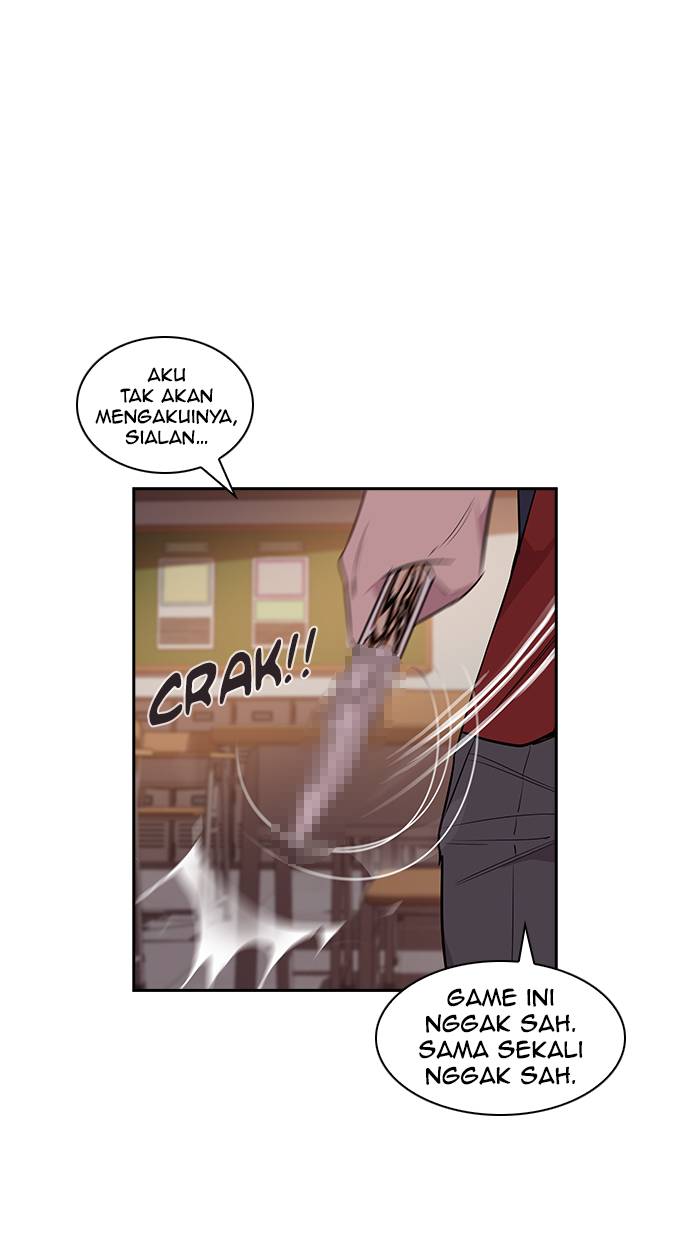 AKU
TAK AKAN
MENGAKUINYA,
SIALAN...
CRAK!!
GAME INI
NGGAK SAH.
SAMA SEKALI
NGGAK SAH.